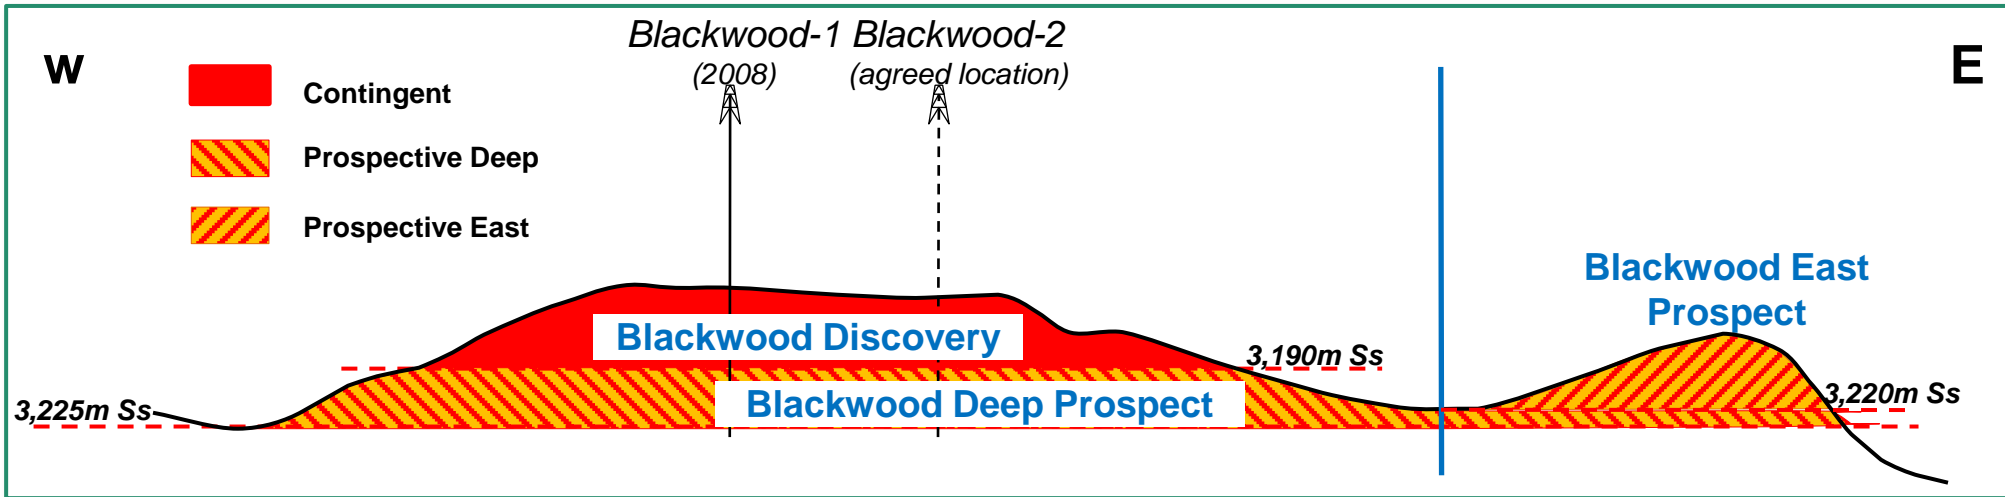 W
E
Blackwood-1 Blackwood-2
(2008) (agreed location)
Contingent
Prospective Deep
Prospective East
Blackwood East
Prospect
Blackwood Discovery
3,190m Ss
Blackwood Deep Prospect
3,225m Ss
3,220m Ss